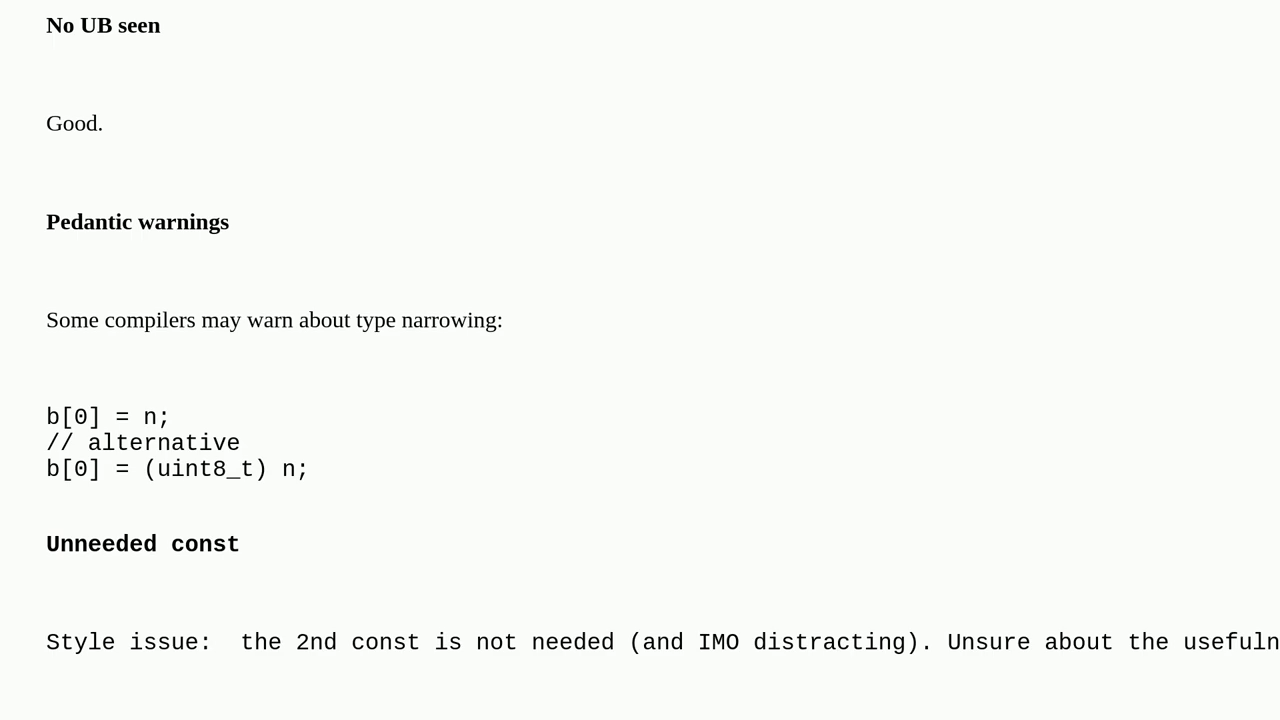 No UB seen
Good.
Pedantic warnings
Some compilers may warn about type narrowing:
b[0] = n;
// alternative
b[0] = (uint8_t) n;
Unneeded const
Style issue:  the 2nd const is not needed (and IMO distracting). Unsure about the usefuln